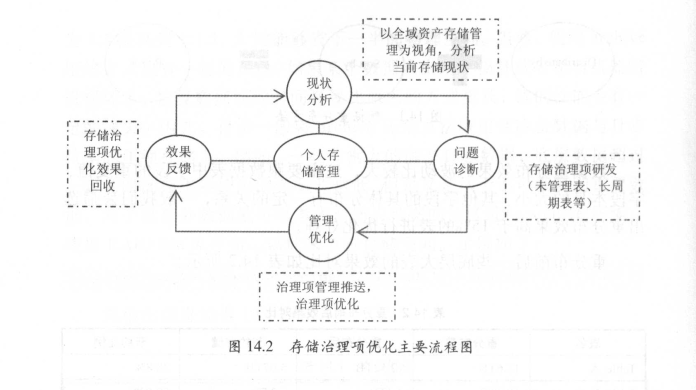 以全域资产存储管
理为视角，分析
当前存储现状
现状
分析
存储治
理项优
化效果
回收
效果
反馈
个人存
储管理
问题
诊断
存储治理项研发
（未管理表、长周
期表等）
管理
优化
治理项管理推送，
治理项优化
图 14.2 存储治理项优化主要流程图